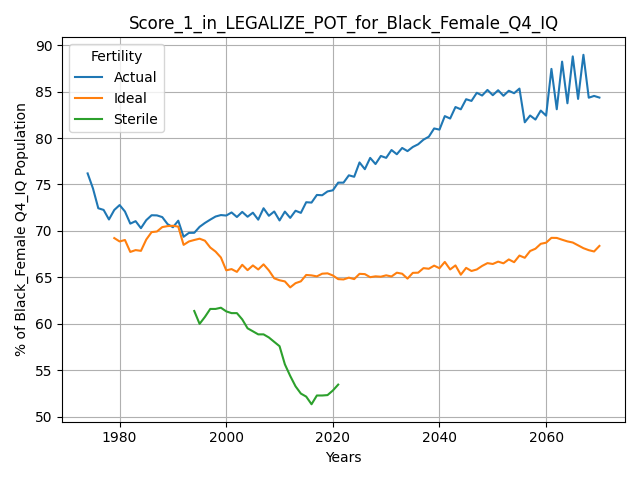 Score_1_in_LEGALIZE_POT_for_Black_Female_Q4_IQ
Fertility
Actual
Ideal
Sterile
% of Black_Female Q4_IQ Population
90
85
80
75
70
65
60
55
50
1980
2000
2020
2040
2060
Years